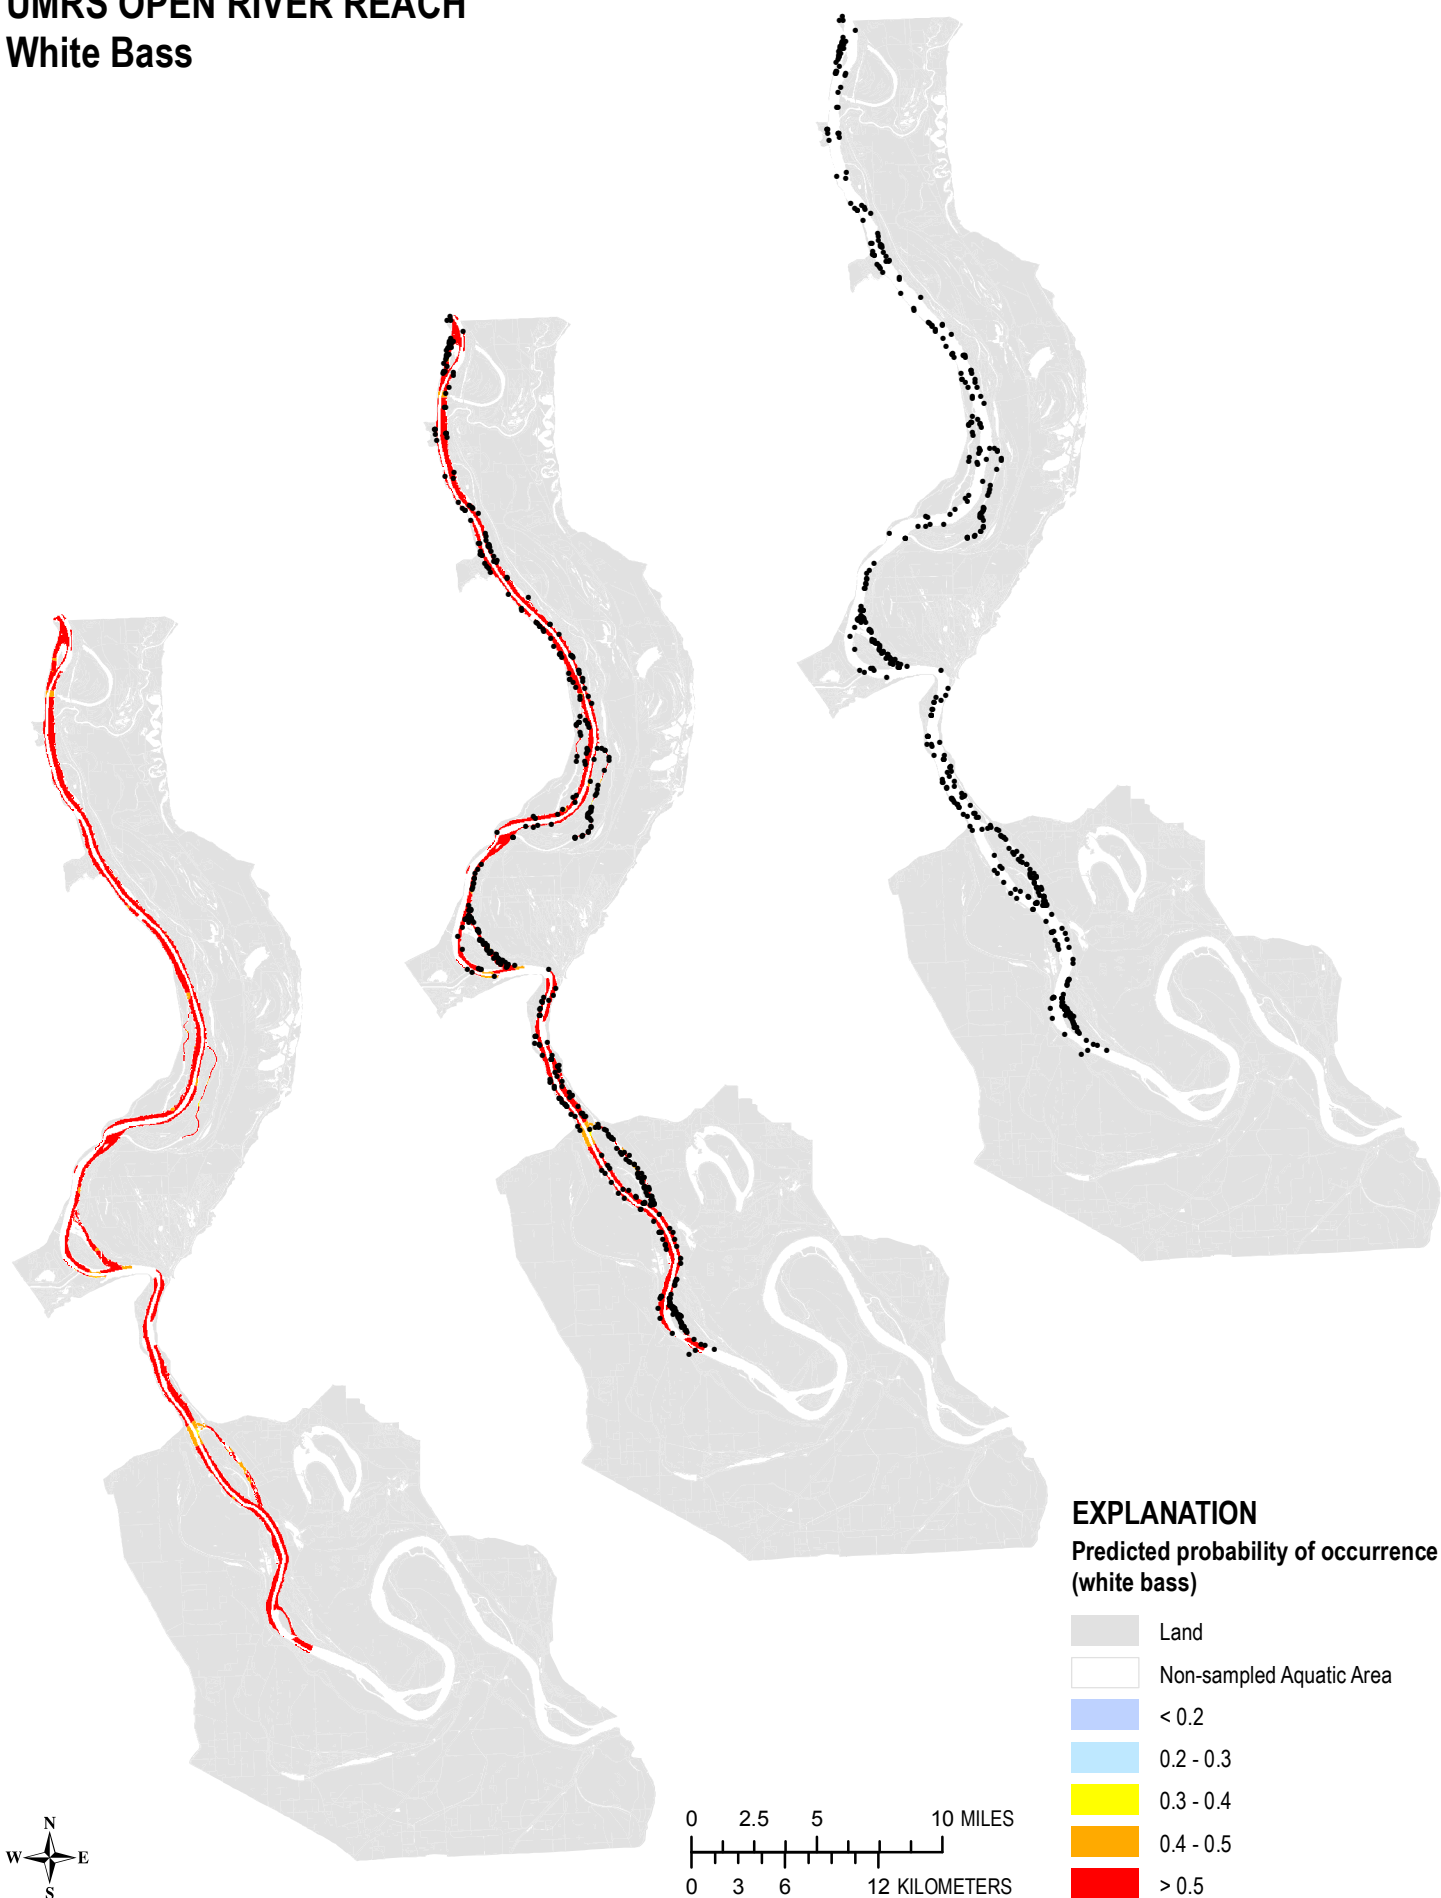 UMRS OPEN RIVER REACH
White Bass
EXPLANATION
Predicted probability of occurrence
(white bass)
Land
Non-sampled Aquatic Area
< 0.2
0.2 - 0.3
0.3 - 0.4
0.4 - 0.5
> 0.5
N
W E
S
0 2.5 5 10 MILES
0 3 6 12 KILOMETERS